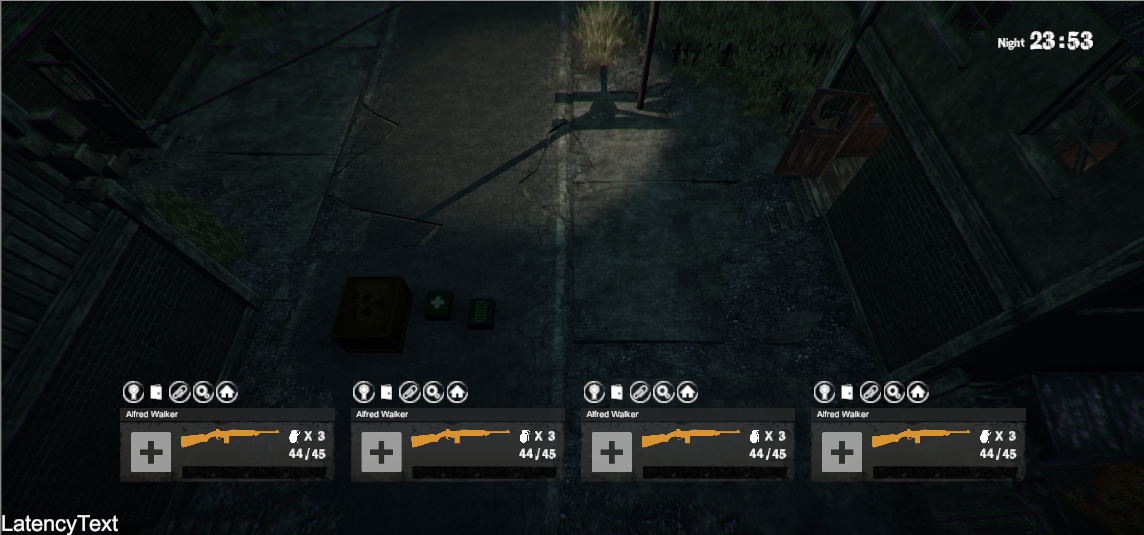 Night 23:53
Alfred Walker
X 3
44/45
Alfred Walker
X 3
44/45
Alfred Walker
X 3
44/45
Alfred Walker
X 3
44/45
LatencyText